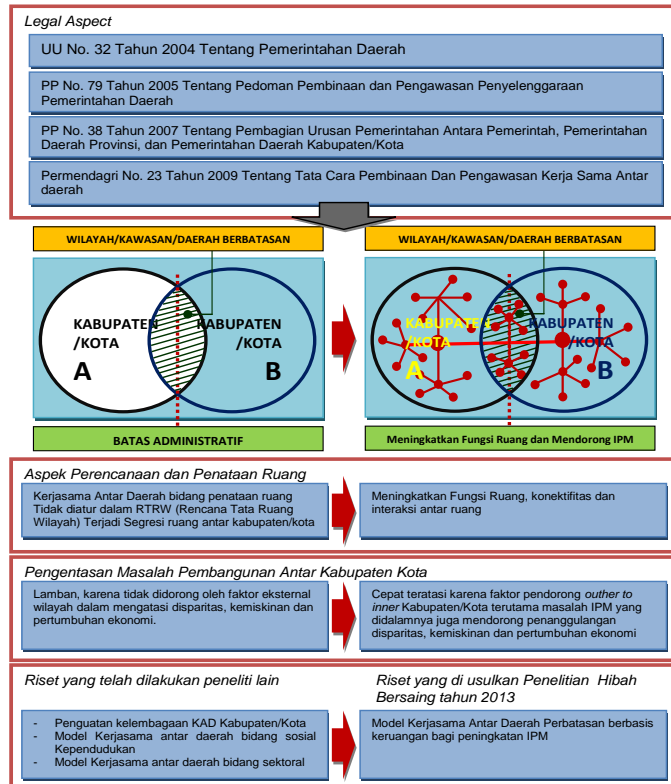 Legal Aspect
UU No. 32 Tahun 2004 Tentang Pemerintahan Daerah
PP No. 79 Tahun 2005 Tentang Pedoman Pembinaan dan Pengawasan Penyelenggaraan
Pemerintahan Daerah
PP No. 38 Tahun 2007 Tentang Pembagian Urusan Pemerintahan Antara Pemerintah, Pemerintahan
Daerah Provinsi, dan Pemerintahan Daerah Kabupaten/Kota
Permendagri No. 23 Tahun 2009 Tentang Tata Cara Pembinaan Dan Pengawasan Kerja Sama Antar
daerah
WILAYAH/KAWASAN/DAERAH BERBATASAN
KABUPATEN
/KOTA
A
KABUPATEN
/KOTA
B
BATAS ADMINISTRATIF
WILAYAH/KAWASAN/DAERAH BERBATASAN
KABUPATEN
/KOTA
A
KABUPATEN
/KOTA
B
Meningkatkan Fungsi Ruang dan Mendorong IPM
Aspek Perencanaan dan Penataan Ruang
Kerjasama Antar Daerah bidang penataan ruang
Tidak diatur dalam RTRW (Rencana Tata Ruang
Wilayah) Terjadi Segresi ruang antar kabupaten/kota
Meningkatkan Fungsi Ruang, konektifitas dan
interaksi antar ruang
Pengentasan Masalah Pembangunan Antar Kabupaten Kota
Lamban, karena tidak didorong oleh faktor eksternal
wilayah dalam mengatasi disparitas, kemiskinan dan
pertumbuhan ekonomi.
Cepat teratasi karena faktor pendorong outher to
inner Kabupaten/Kota terutama masalah IPM yang
didalamnya juga mendorong penanggulangan
disparitas, kemiskinan dan pertumbuhan ekonomi
Riset yang telah dilakukan peneliti lain
- Penguatan kelembagaan KAD Kabupaten/Kota
- Model Kerjasama antar daerah bidang sosial
Kependudukan
- Model Kerjasama antar daerah bidang sektoral
Riset yang di usulkan Penelitian Hibah
Bersaing tahun 2013
Model Kerjasama Antar Daerah Perbatasan berbasis
keruangan bagi peningkatan IPM